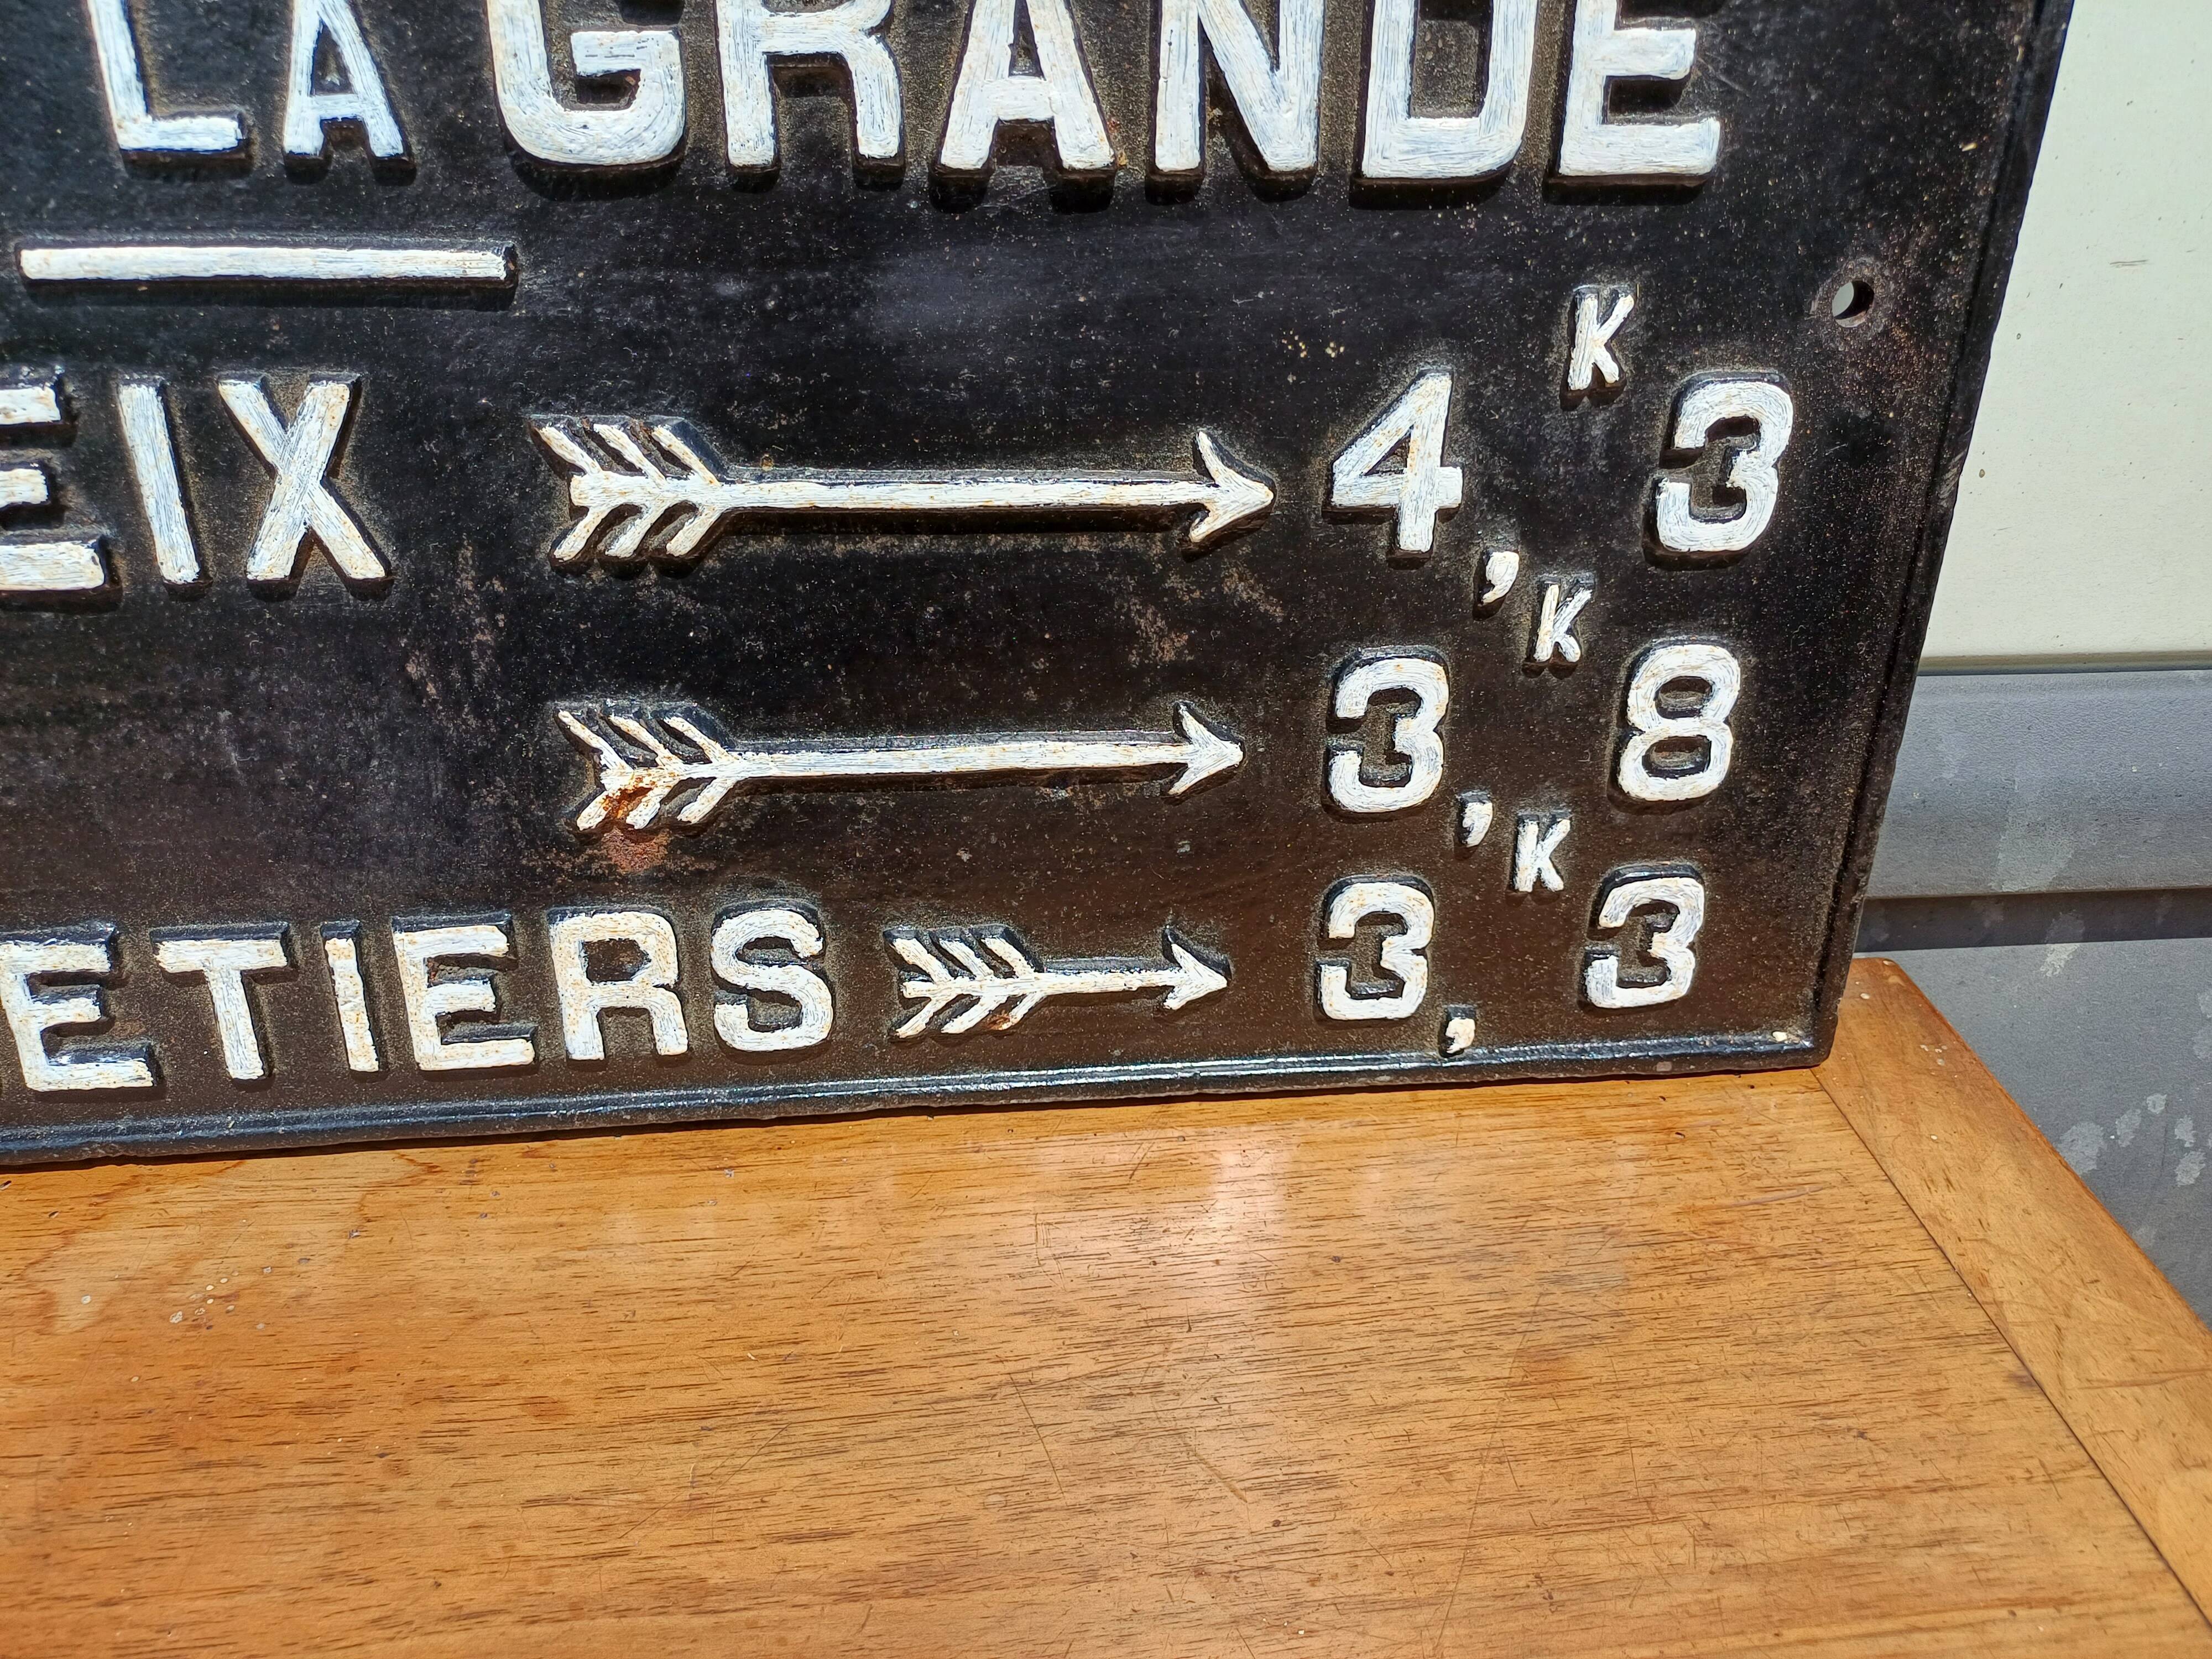 LA GRANDE
EIX 4,K3
3,K8
ETIERS 3,K3